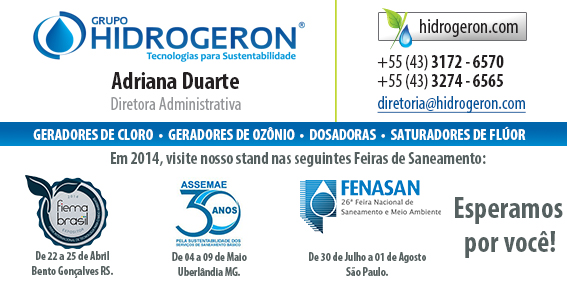 GRUPO
HIDROGERON®
Tecnologias para Sustentabilidade
Adriana Duarte
Diretora Administrativa
hidrogeron.com
+55 (43) 3172 - 6570
+55 (43) 3274 - 6565
diretoria@hidrogeron.com
GERADORES DE CLORO • GERADORES DE OZÔNIO • DOSADORAS • SATURADORES DE FLÚOR
Em 2014, visite nosso stand nas seguintes Feiras de Saneamento:
2014
fiema
brasil
EXPOSITOR
De 22 a 25 de Abril
Bento Gonçalves RS.
ASSEMAE
30 ANOS
PELA SUSTENTABILIDADE DOS
SERVIÇOS DE SANEAMENTO BÁSICO
De 04 a 09 de Maio
Uberlândia MG.
FENASAN
26ª Feira Nacional de
Saneamento e Meio Ambiente
De 30 de Julho a 01 de Agosto
São Paulo.
Esperamos
por você!